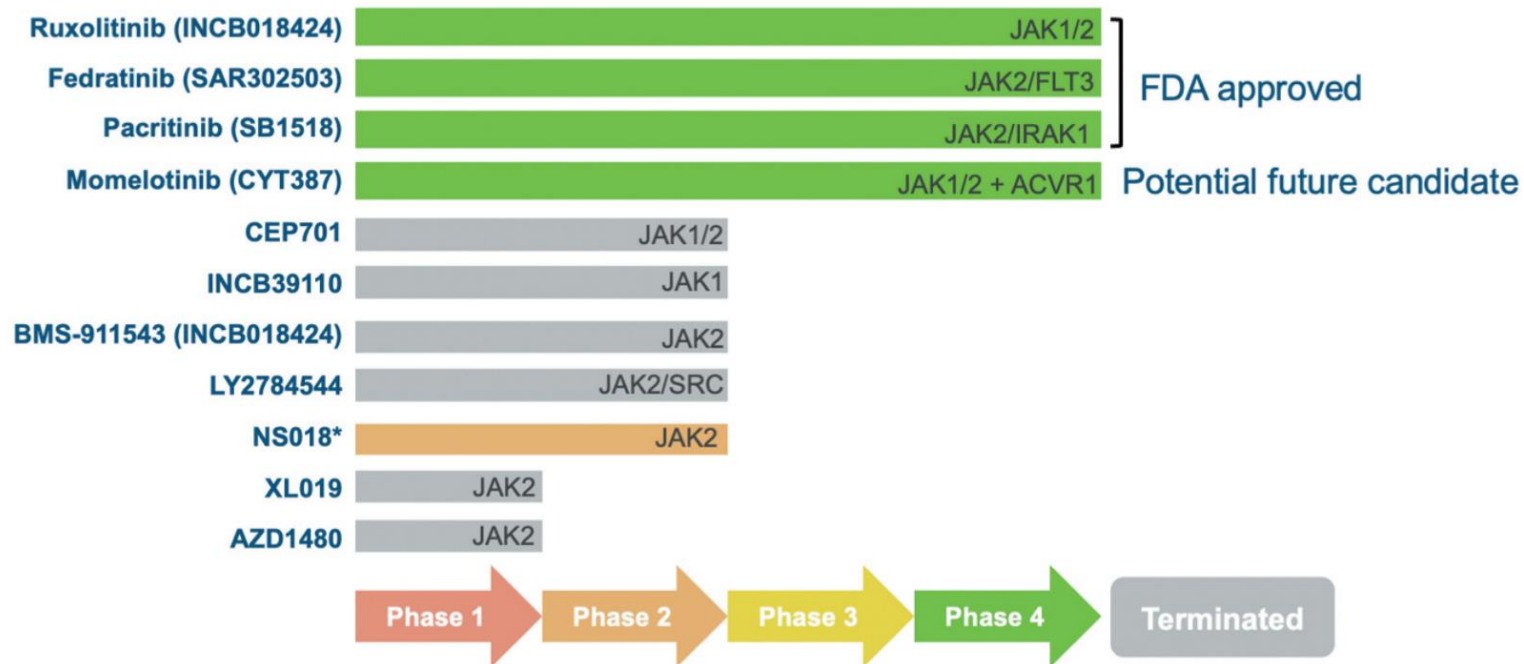 Ruxolitinib (INCB018424) JAK1/2
Fedratinib (SAR302503) JAK2/FLT3
FDA approved
Pacritinib (SB1518) JAK2/IRAK1
Momelotinib (CYT387) JAK1/2 + ACVR1 Potential future candidate
CEP701 JAK1/2
INCB39110 JAK1
BMS-911543 (INCB018424) JAK2
LY2784544 JAK2/SRC
NS018* JAK2
XL019 JAK2
AZD1480 JAK2
Phase 1 Phase 2 Phase 3 Phase 4 Terminated